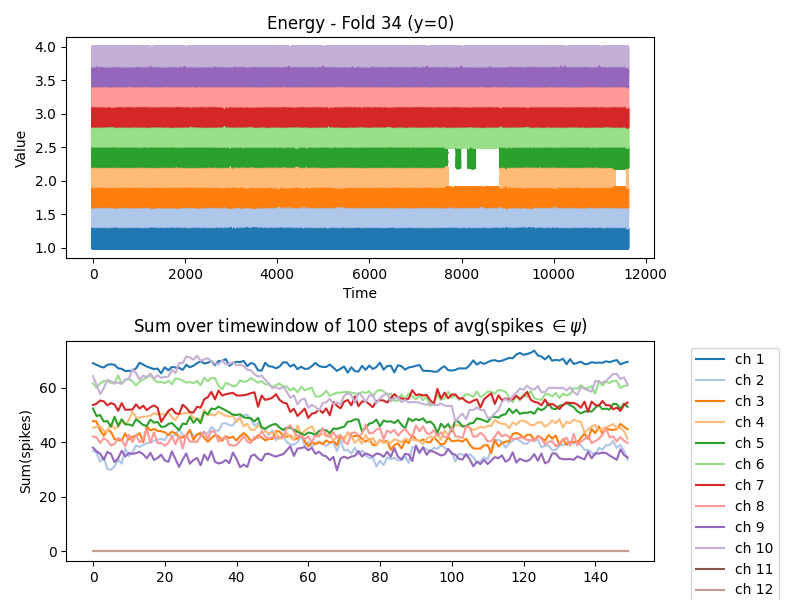 Energy - Fold 34 (y=0)
4.0
3.5
3.0
2.5
2.0
1.5
1.0
Value
0 2000 4000 6000 8000 10000 12000
Time
Sum over timewindow of 100 steps of avg(spikes ∈ψ)
60
40
20
0
Sum(spikes)
0 20 40 60 80 100 120 140
ch 1
ch 2
ch 3
ch 4
ch 5
ch 6
ch 7
ch 8
ch 9
ch 10
ch 11
ch 12